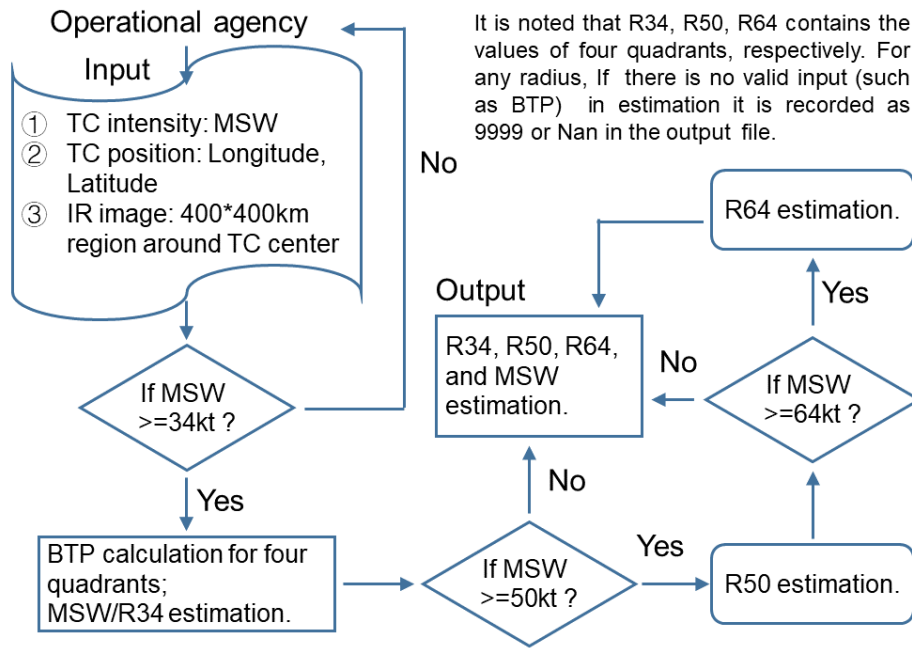 Operational agency
Input
① TC intensity: MSW
② TC position: Longitude,
Latitude
③ IR image: 400*400km
region around TC center
It is noted that R34, R50, R64 contains the
values of four quadrants, respectively. For
any radius, If there is no valid input (such
as BTP) in estimation it is recorded as
9999 or Nan in the output file.
No
If MSW
>=34kt ?
Yes
BTP calculation for four
quadrants;
MSW/R34 estimation.
If MSW
>=50kt ?
No
Yes
R50 estimation.
If MSW
>=64kt ?
No
Yes
R64 estimation.
Output
R34, R50, R64,
and MSW
estimation.